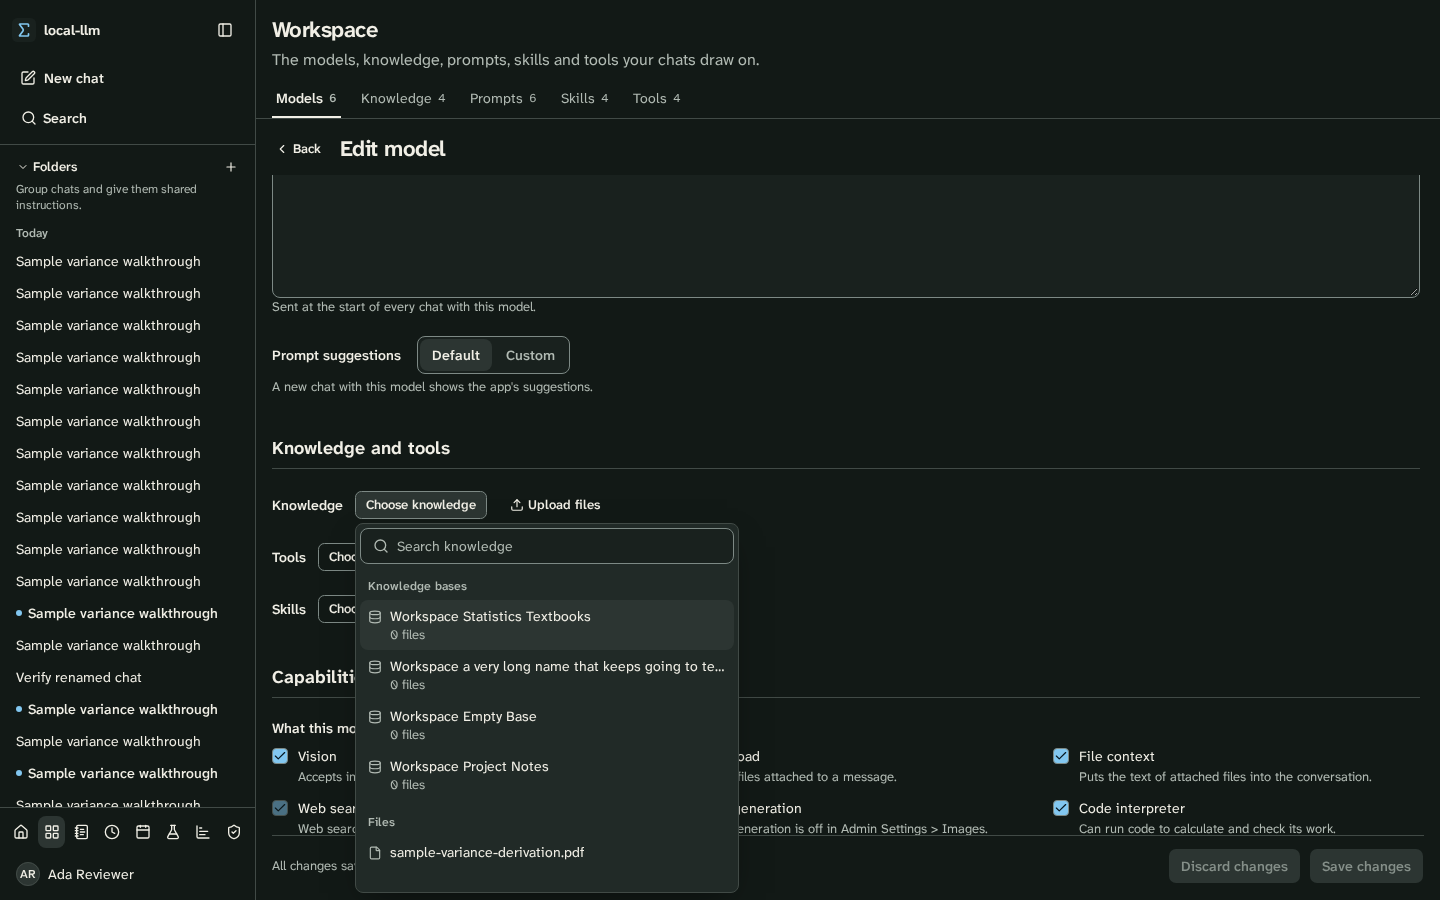 local-llm
New chat
Search
Folders
Group chats and give them shared
instructions.
Today
Sample variance walkthrough
Sample variance walkthrough
Sample variance walkthrough
Sample variance walkthrough
Sample variance walkthrough
Sample variance walkthrough
Sample variance walkthrough
Sample variance walkthrough
Sample variance walkthrough
Sample variance walkthrough
Sample variance walkthrough
Sample variance walkthrough
Sample variance walkthrough
Verify renamed chat
Sample variance walkthrough
Sample variance walkthrough
Sample variance walkthrough
Sample variance walkthrough
AR Ada Reviewer
Workspace
The models, knowledge, prompts, skills and tools your chats draw on.
Models 6 Knowledge 4 Prompts 6 Skills 4 Tools 4
Back Edit model
Sent at the start of every chat with this model.
Prompt suggestions Default Custom
A new chat with this model shows the app's suggestions.
Knowledge and tools
Knowledge Choose knowledge Upload files
Search knowledge
Tools Choo
Knowledge bases
Skills Choo
Workspace Statistics Textbooks
0 files
Workspace a very long name that keeps going to te...
0 files
Workspace Empty Base
0 files
Workspace Project Notes
0 files
Files
sample-variance-derivation.pdf
Capabiliti
What this mo
Vision oad File context
Accepts in files attached to a message. Puts the text of attached files into the conversation.
Web sear generation Code interpreter
Web searc eneration is off in Admin Settings > Images. Can run code to calculate and check its work.
All changes sa Discard changes Save changes